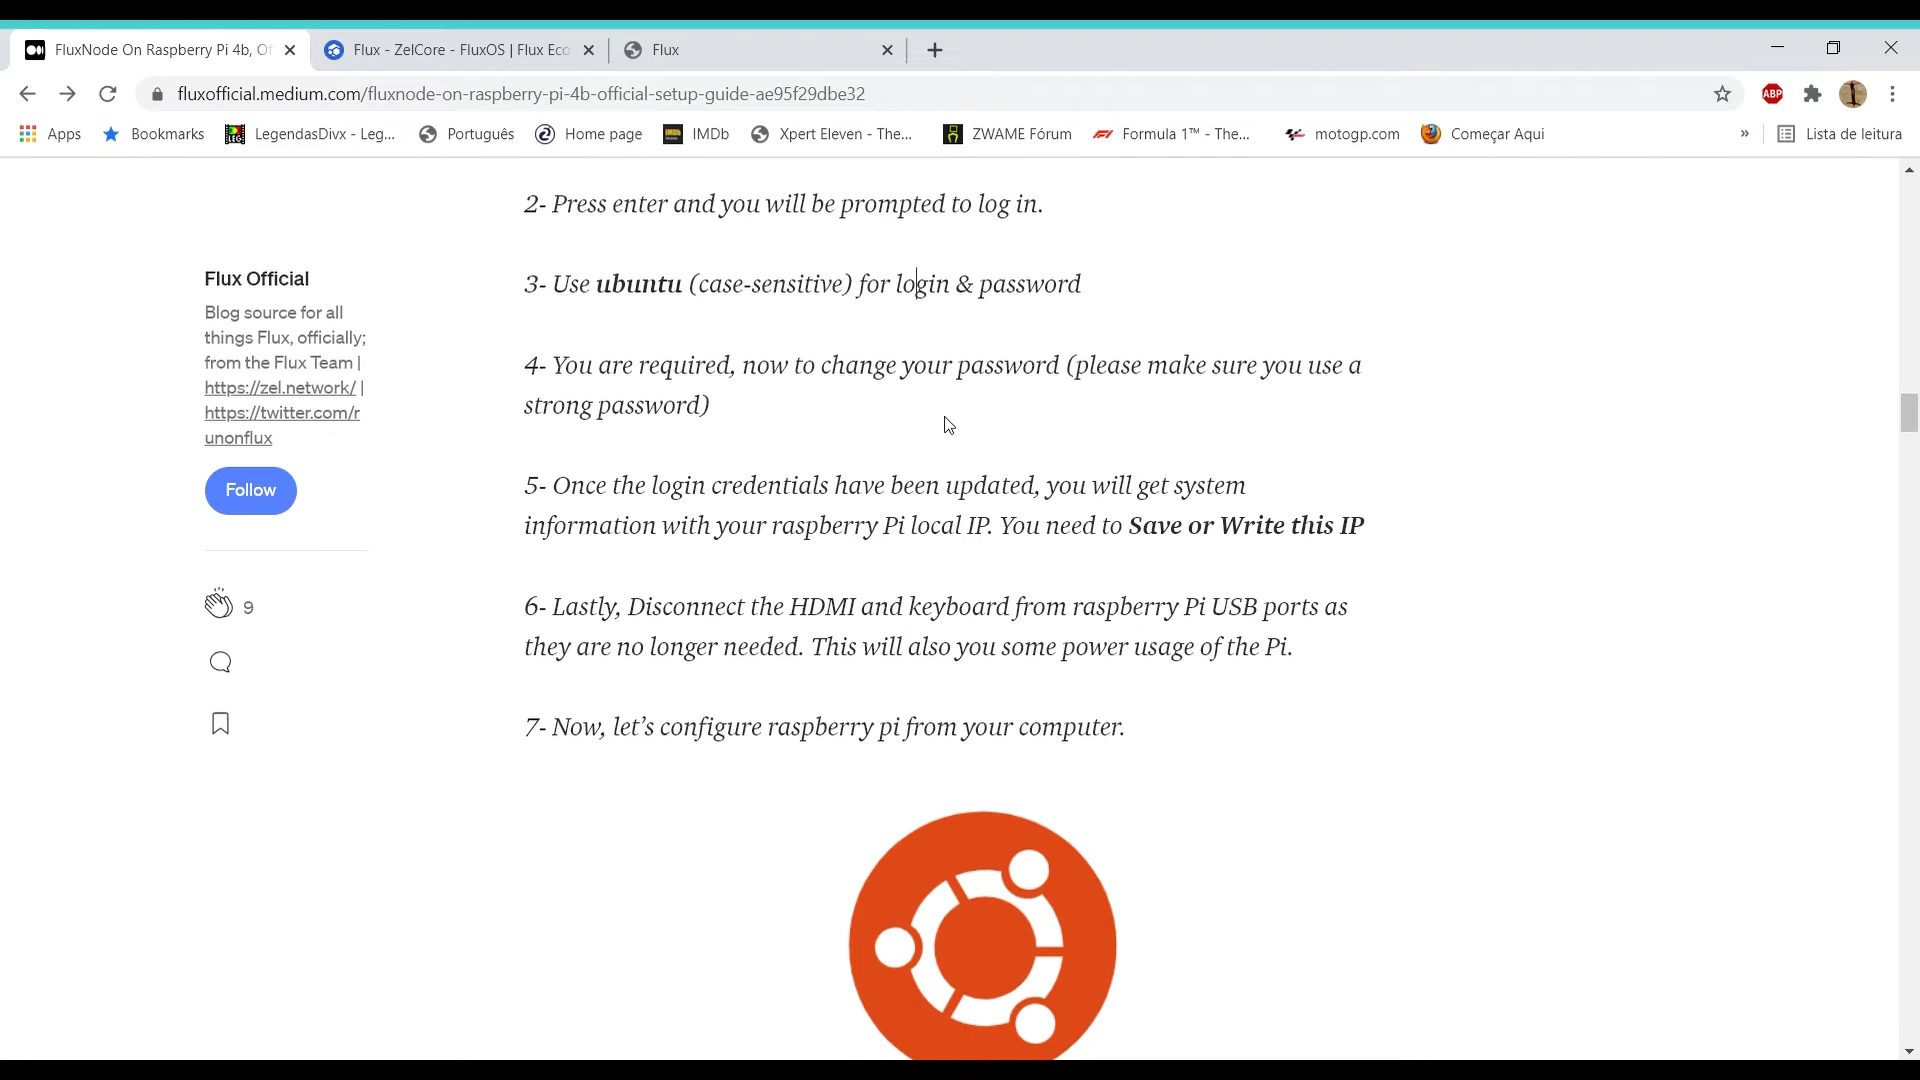 FluxNode On Raspberry Pi 4b, Of
Flux - ZelCore - FluxOS | Flux Eco
Flux
fluxofficial.medium.com/fluxnode-on-raspberry-pi-4b-official-setup-guide-ae95f29dbe32
ABP
Apps
Bookmarks
LegendasDivx - Leg...
Português
Home page
IMDb
Xpert Eleven - The...
ZWAME Fórum
Formula 1™ - The...
motogp.com
Começar Aqui
»
Lista de leitura
2- Press enter and you will be prompted to log in.
3- Use ubuntu (case-sensitive) for login & password
4- You are required, now to change your password (please make sure you use a
strong password)
5- Once the login credentials have been updated, you will get system
information with your raspberry Pi local IP. You need to Save or Write this IP
6- Lastly, Disconnect the HDMI and keyboard from raspberry Pi USB ports as
they are no longer needed. This will also you some power usage of the Pi.
7- Now, let’s configure raspberry pi from your computer.
Flux Official
Blog source for all
things Flux, officially;
from the Flux Team |
https://zel.network/ |
https://twitter.com/r
unonflux
Follow
9